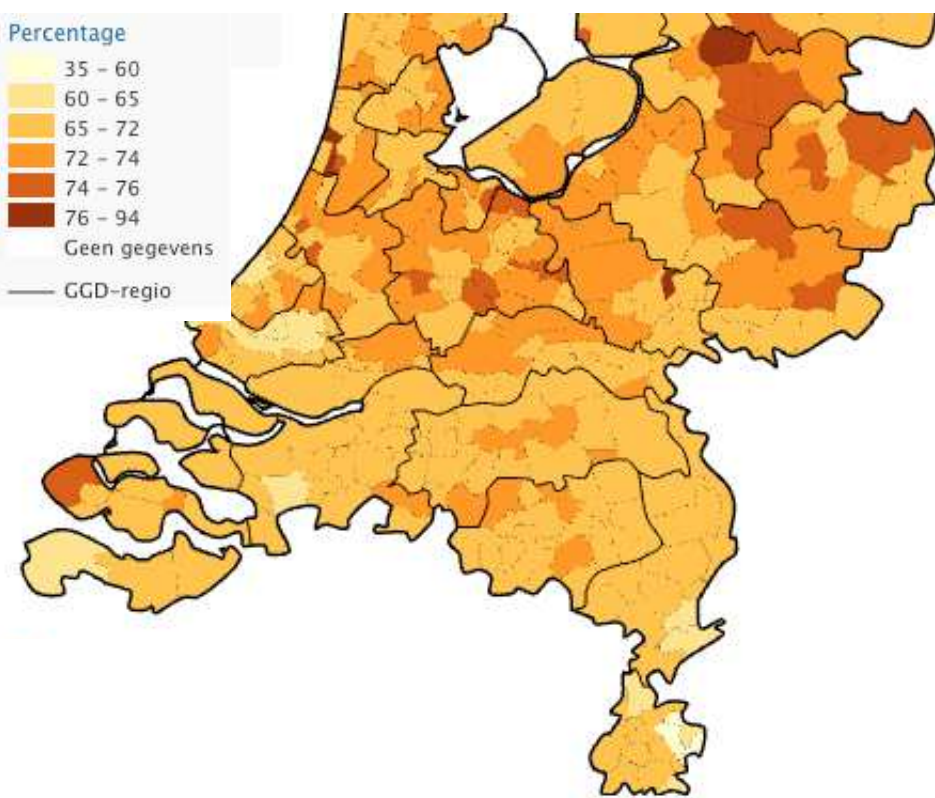 Percentage
35 - 60
60 - 65
65 - 72
72 - 74
74 - 76
76 - 94
Geen gegevens
GGD-regio